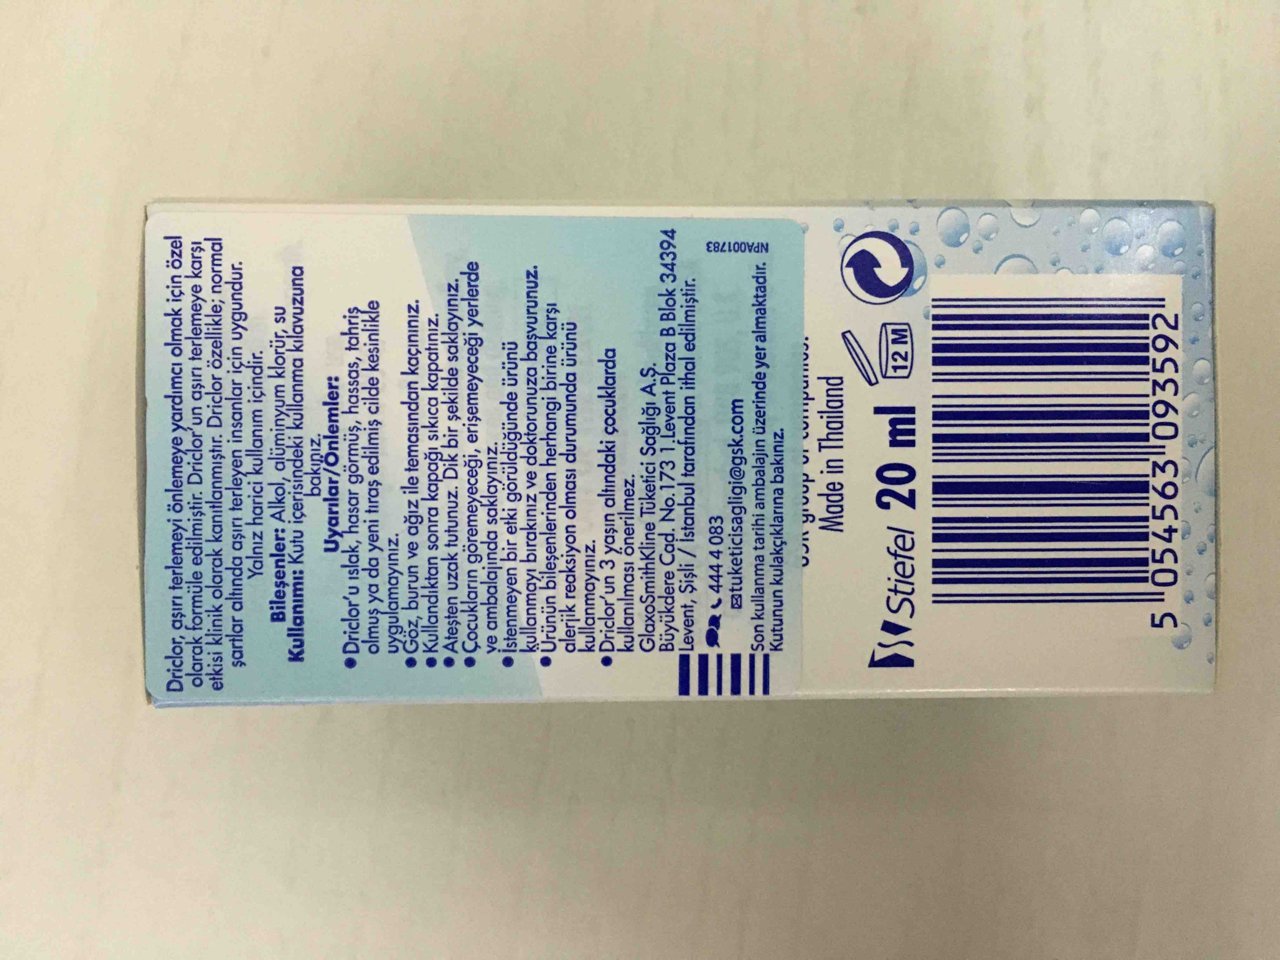 Driclor, aşırı terlemeyi önlemeye yardımcı olmak için özel
olarak formüle edilmiştir. Driclor'un aşırı terlemeye karşı
etkisi klinik olarak kanıtlanmıştır. Driclor özellikle; normal
şartlar altında aşırı terleyen insanlar için uygundur.
Yalnız harici kullanım içindir.
Bileşenler: Alkol, alüminyum klorür, su
Kullanımı: Kutu içerisindeki kullanma kılavuzuna
bakınız.
Uyarılar/Önlemler:
• Driclor'u ıslak, hasar görmüş, hassas, tahriş
olmuş ya da yeni tıraş edilmiş cilde kesinlikle
uygulamayınız.
• Göz, burun ve ağız ile temasından kaçınınız.
• Kullandıktan sonra kapağı sıkıca kapatınız.
• Ateşten uzak tutunuz. Dik bir şekilde saklayınız.
• Çocukların göremeyeceği, erişemeyeceği yerlerde
ve ambalajında saklayınız.
• İstenmeyen bir etki görüldüğünde ürünü
kullanmayı bırakınız ve doktorunuza başvurunuz.
• Ürünün bileşenlerinden herhangi birine karşı
alerjik reaksiyon olması durumunda ürünü
kullanmayınız.
• Driclor'un 3 yaşın altındaki çocuklarda
kullanılması önerilmez.
GlaxoSmithKline Tüketici Sağlığı A.Ş.
Büyükdere Cad. No.173 1.Levent Plaza B Blok 34394
Levent, Şişli / İstanbul tarafından ithal edilmiştir.
444 4 083
tuketicisagligi@gsk.com
NPA001783
Son kullanma tarihi ambalajın üzerinde yer almaktadır.
Kutunun kulakçıklarına bakınız.
Made in Thailand
Stiefel 20 ml
12 M
5 054563 093592